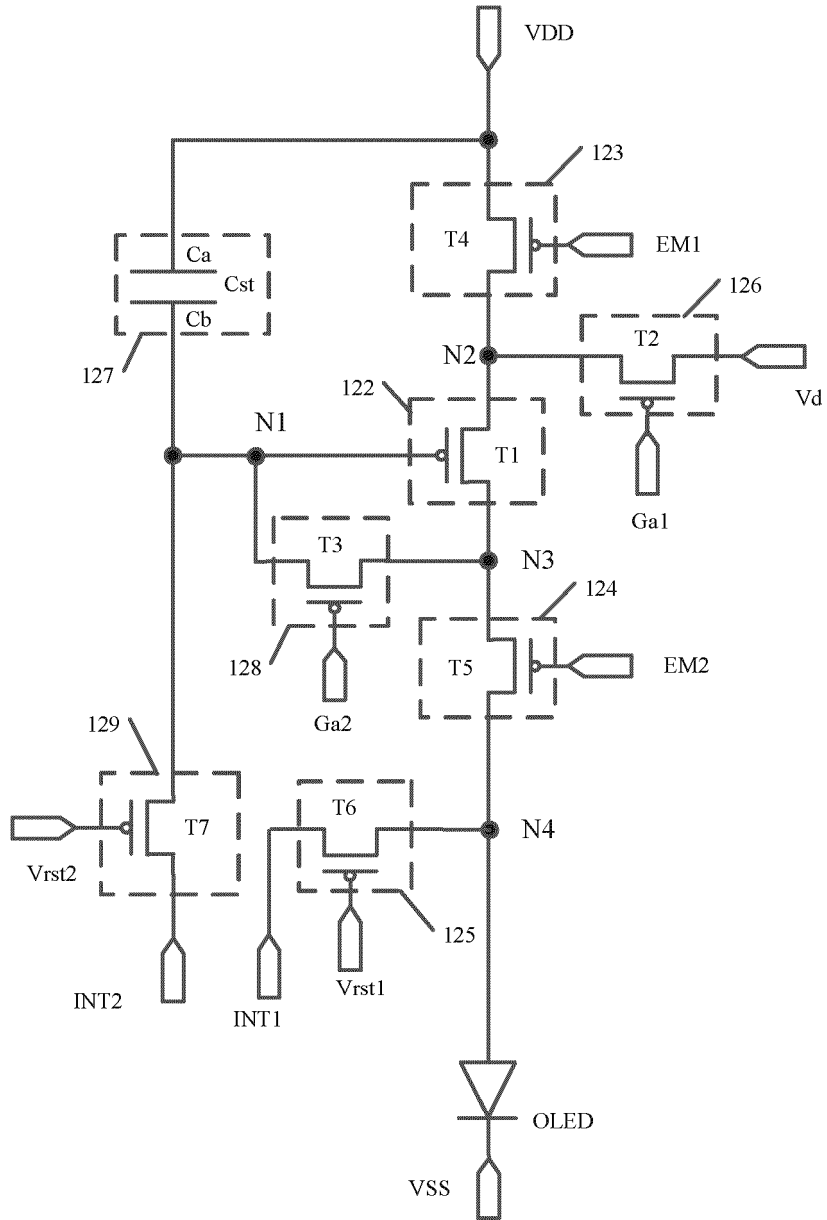 VDD
123
T4
EM1
Ca
Cst
Cb
127
126
T2
N2
Vd
122
N1
T1
Ga1
T3
N3
124
128
T5
EM2
Ga2
129
T6
T7
N4
Vrst2
125
Vrst1
INT2
INT1
OLED
VSS